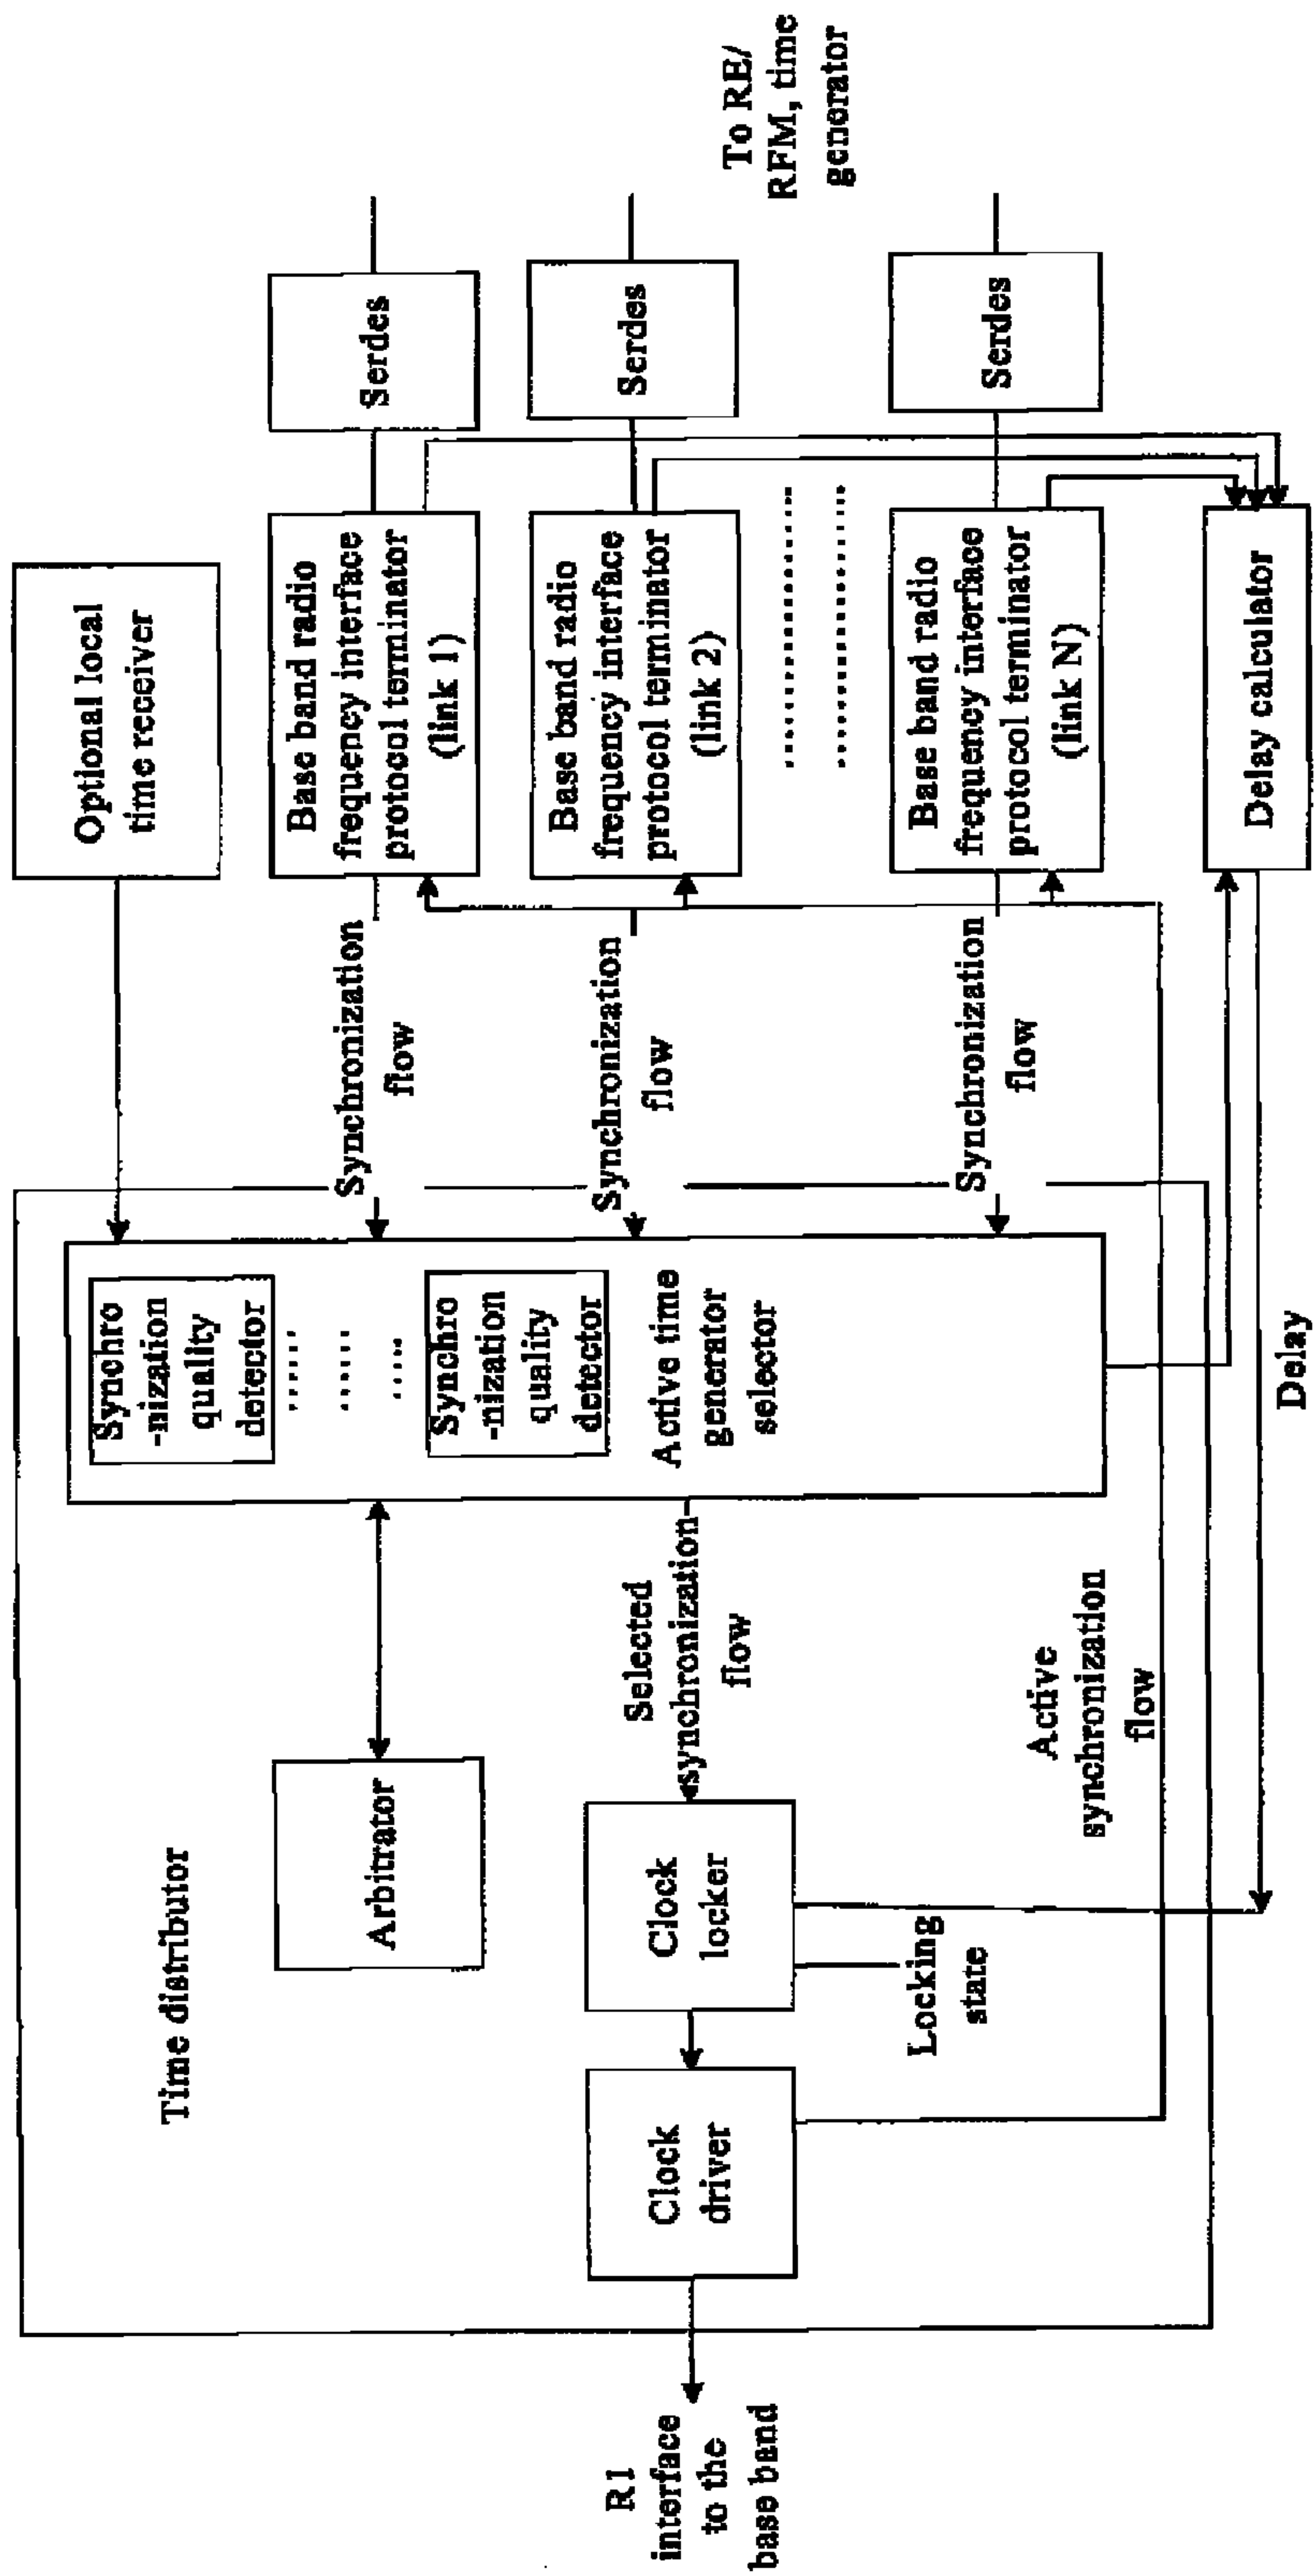 Time distributor
Arbitrator
Synchro
-nization
quality
detector
......
......
.....
Synchro
-nization
quality
detector
Active time
generator
selector
Optional local
time receiver
Synchronization
flow
Base band radio
frequency interface
protocol terminator
(link 1)
Serdes
R1
interface
to the
base band
Clock
driver
Clock
locker
Locking
state
Selected
synchronization
flow
Synchronization
flow
Base band radio
frequency interface
protocol terminator
(link 2)
Serdes
To RE/
RFM, time
generator
Active
synchronization
flow
Synchronization
flow
Base band radio
frequency interface
protocol terminator
(link N)
Serdes
Delay
Delay calculator